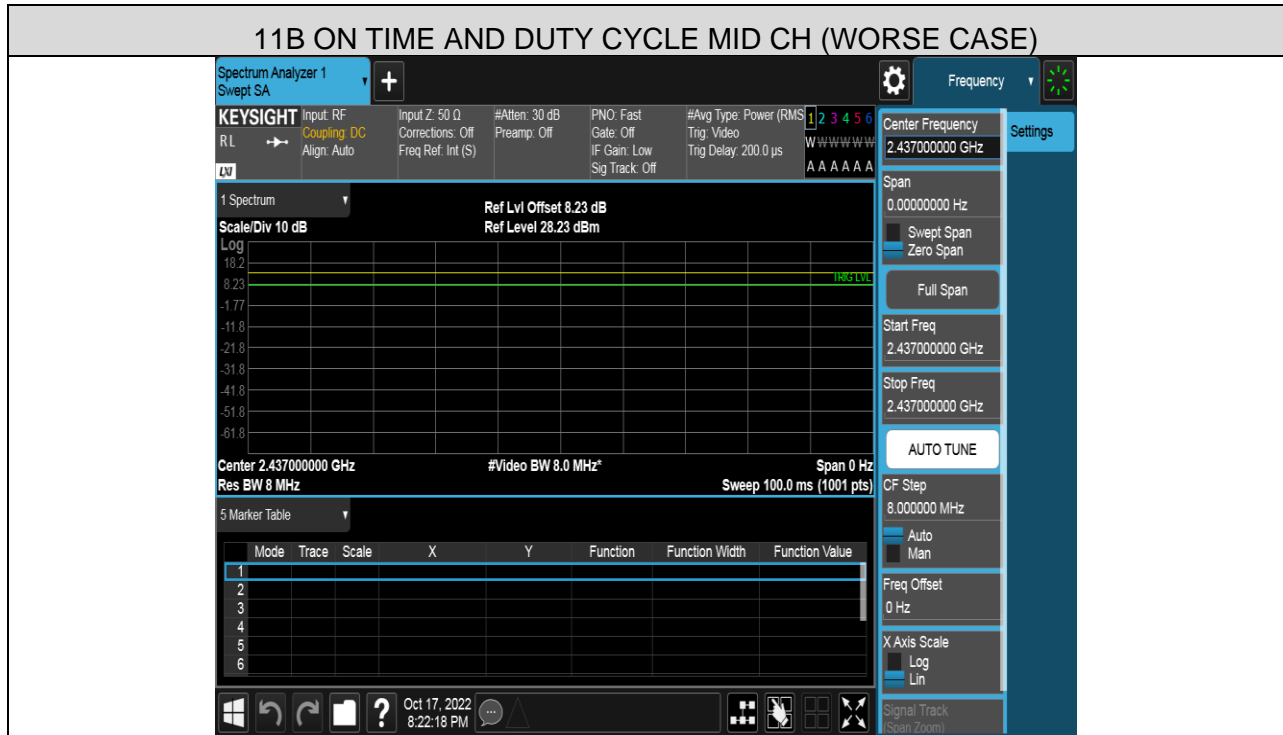 11B ON TIME AND DUTY CYCLE MID CH (WORSE CASE)
Spectrum Analyzer 1
Swept SA
Frequency
KEYSIGHT
RL
LXI
Input: RF
Coupling: DC
Align: Auto
Input Z: 50 Ω
Corrections: Off
Freq Ref: Int (S)
#Atten: 30 dB
Preamp: Off
PNO: Fast
Gate: Off
IF Gain: Low
Sig Track: Off
#Avg Type: Power (RMS
Trig: Video
Trig Delay: 200.0 µs
1 2 3 4 5 6
W W W W W W
A A A A A A
Center Frequency
2.437000000 GHz
Settings
Span
0.00000000 Hz
Swept Span
Zero Span
Full Span
Start Freq
2.437000000 GHz
Stop Freq
2.437000000 GHz
AUTO TUNE
CF Step
8.000000 MHz
Auto
Man
Freq Offset
0 Hz
X Axis Scale
Log
Lin
Signal Track
(Span Zoom)
1 Spectrum
Scale/Div 10 dB
Ref Lvl Offset 8.23 dB
Ref Level 28.23 dBm
Log
18.2
8.23
-1.77
-11.8
-21.8
-31.8
-41.8
-51.8
-61.8
TRIG LVL
Center 2.437000000 GHz
#Video BW 8.0 MHz*
Span 0 Hz
Res BW 8 MHz
Sweep 100.0 ms (1001 pts)
5 Marker Table
Mode Trace Scale X Y Function Function Width Function Value
1
2
3
4
5
6
?
Oct 17, 2022
8:22:18 PM